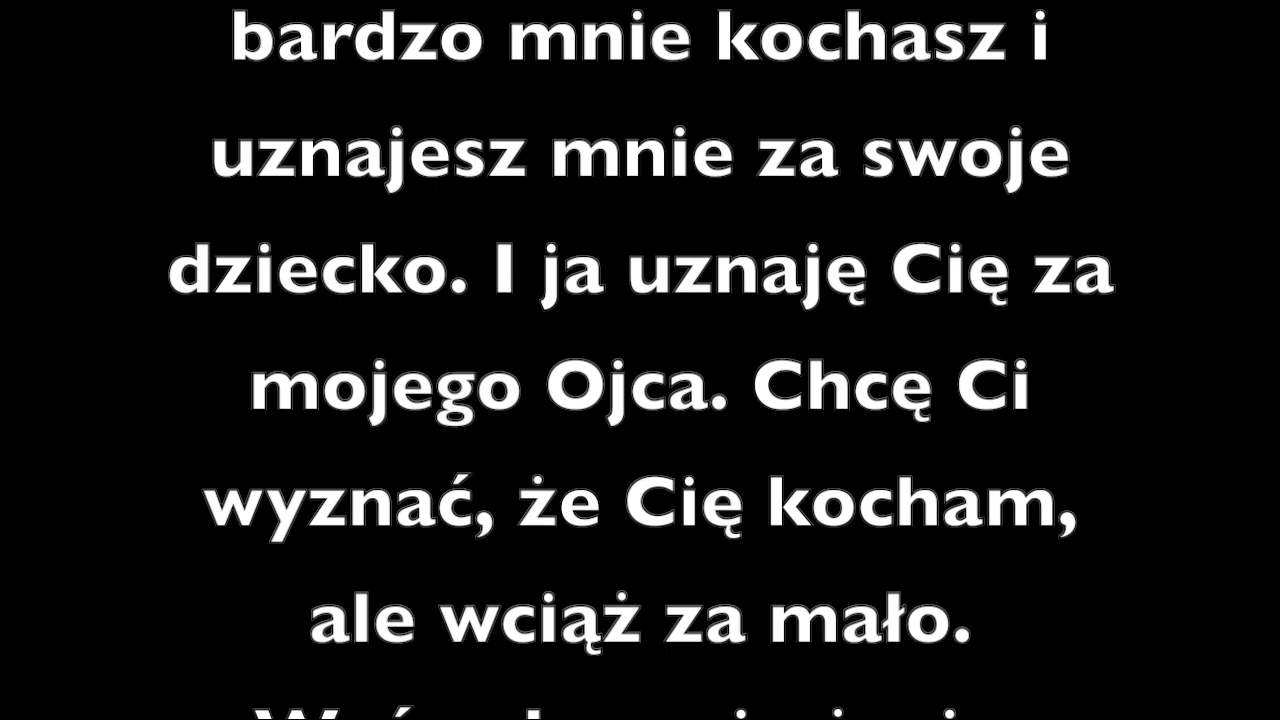 bardzo mnie kochasz i
uznajesz mnie za swoje
dziecko. I ja uznaję Cię za
mojego Ojca. Chcę Ci
wyznać, że Cię kocham,
ale wciąż za mało.